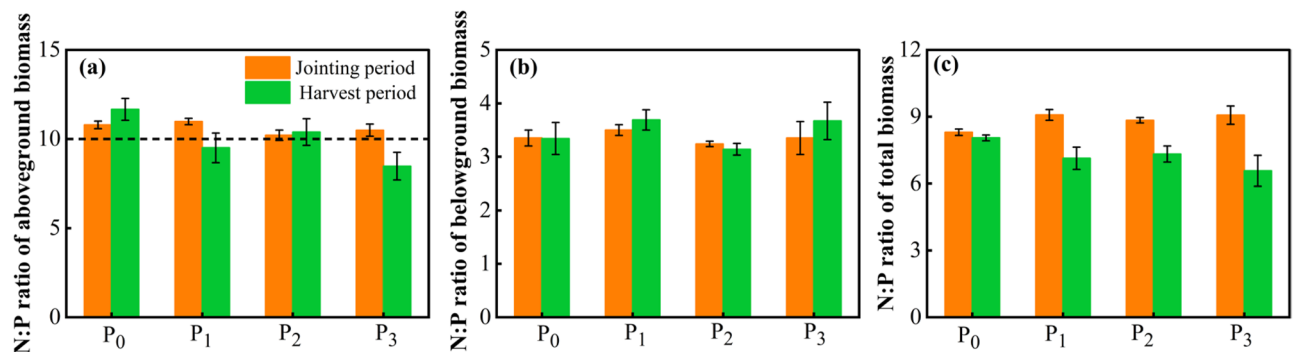 N:P ratio of aboveground biomass
15
10
5
0
(a)
Jointing period
Harvest period
P0 P1 P2 P3
N:P ratio of belowground biomass
5
4
3
2
1
0
(b)
P0 P1 P2 P3
N:P ratio of total biomass
12
9
6
3
0
(c)
P0 P1 P2 P3